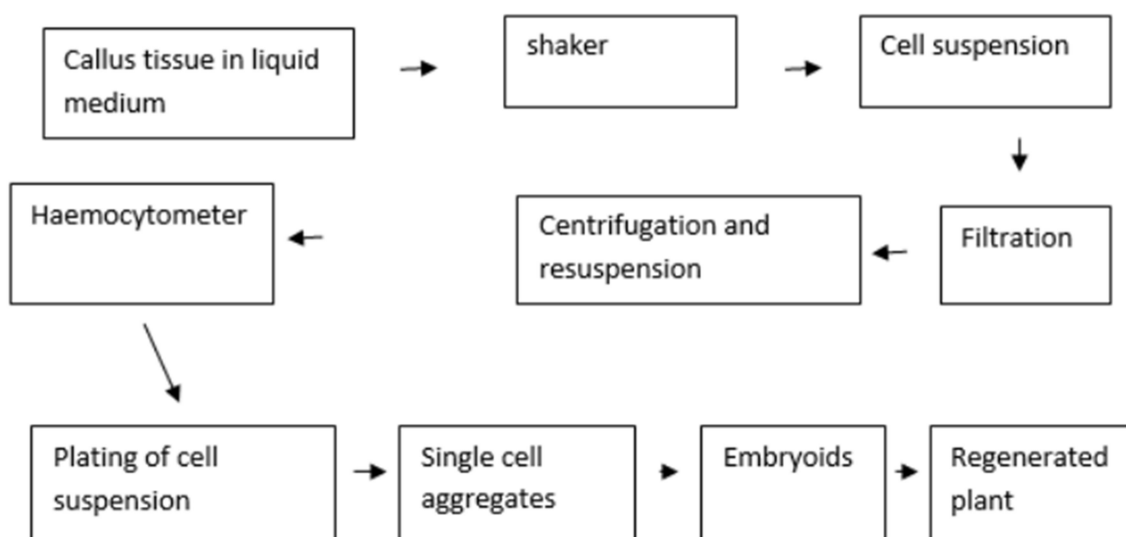 Callus tissue in liquid
medium
shaker
Cell suspension
Haemocytometer
Centrifugation and
resuspension
Filtration
Plating of cell
suspension
Single cell
aggregates
Embryoids
Regenerated
plant